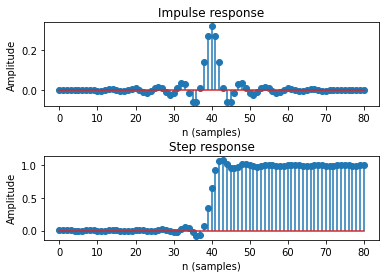 Impulse response
0.2
0.0
Amplitude
0 10 20 30 40 50 60 70 80
n (samples)
Step response
1.0
0.5
0.0
Amplitude
0 10 20 30 40 50 60 70 80
n (samples)